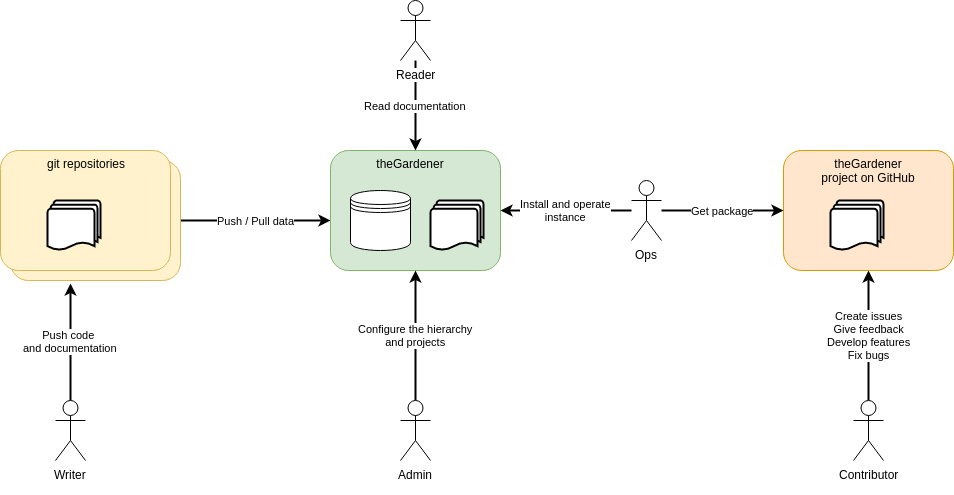 Reader
Read documentation
git repositories
theGardener
theGardener
project on GitHub
Push / Pull data
Install and operate
instance
Get package
Ops
Push code
and documentation
Configure the hierarchy
and projects
Create issues
Give feedback
Develop features
Fix bugs
Writer
Admin
Contributor